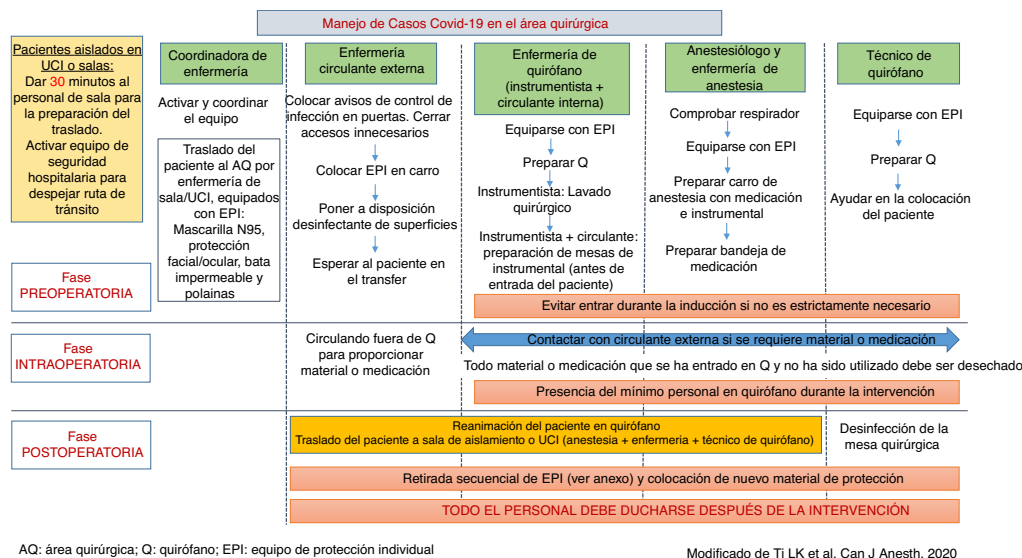 Manejo de Casos Covid-19 en el área quirúrgica
Pacientes aislados en
UCI o salas:
Dar 30 minutos al
personal de sala para
la preparación del
traslado.
Activar equipo de
seguridad
hospitalaria para
despejar ruta de
tránsito
Coordinadora de
enfermería
Activar y coordinar
el equipo
Traslado del
paciente al AQ por
enfermería de
sala/UCI, equipados
con EPI:
Mascarilla N95,
protección
facial/ocular, bata
impermeable y
polainas
Enfermería
circulante externa
Colocar avisos de control de
infección en puertas. Cerrar
accesos innecesarios
Colocar EPI en carro
Poner a disposición
desinfectante de superficies
Esperar al paciente en
el transfer
Enfermería de
quirófano
(instrumentista +
circulante interna)
Equiparse con EPI
Preparar Q
Instrumentista: Lavado
quirúrgico
Instrumentista + circulante:
preparación de mesas de
instrumental (antes de
entrada del paciente)
Anestesiólogo y
enfermería de
anestesia
Comprobar respirador
Equiparse con EPI
Preparar carro de
anestesia con medicación
e instrumental
Preparar bandeja de
medicación
Técnico de
quirófano
Equiparse con EPI
Preparar Q
Ayudar en la colocación
del paciente
Fase
PREOPERATORIA
Evitar entrar durante la inducción si no es estrictamente necesario
Fase
INTRAOPERATORIA
Circulando fuera de Q
para proporcionar
material o medicación
Contactar con circulante externa si se requiere material o medicación
Todo material o medicación que se ha entrado en Q y no ha sido utilizado debe ser desechado
Presencia del mínimo personal en quirófano durante la intervención
Fase
POSTOPERATORIA
Reanimación del paciente en quirófano
Traslado del paciente a sala de aislamiento o UCI (anestesia + enfermería + técnico de quirófano)
Desinfección de la
mesa quirúrgica
Retirada secuencial de EPI (ver anexo) y colocación de nuevo material de protección
TODO EL PERSONAL DEBE DUCHARSE DESPUÉS DE LA INTERVENCIÓN
AQ: área quirúrgica; Q: quirófano; EPI: equipo de protección individual
Modificado de Ti LK et al. Can J Anesth. 2020